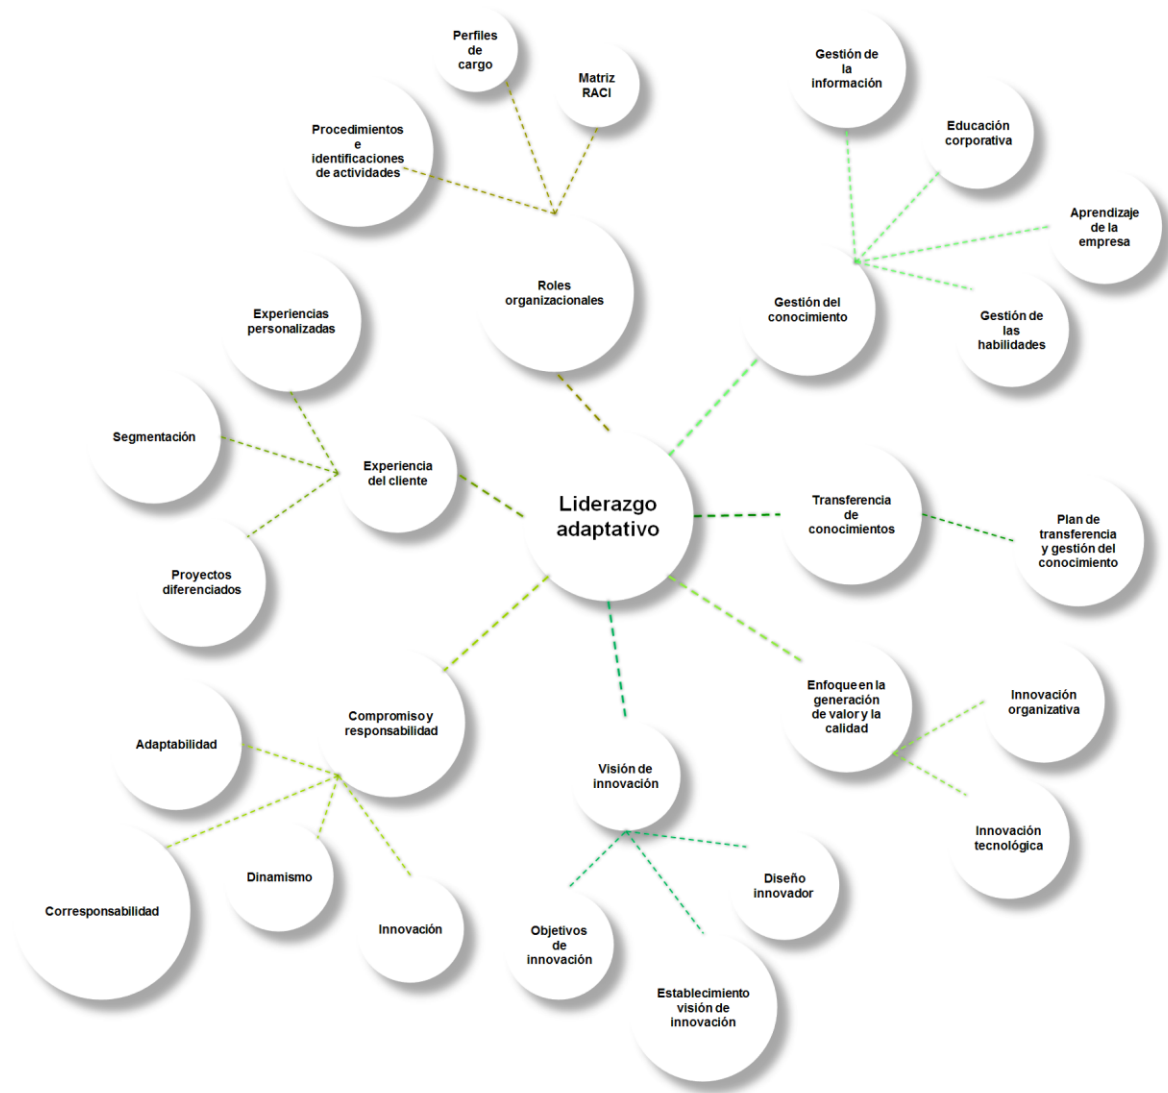 Perfiles
de
cargo
Matriz
RACI
Procedimientos
e
identificaciones
de actividades
Roles
organizacionales
Gestión de
la
información
Educación
corporativa
Aprendizaje
de la
empresa
Gestión de
las
habilidades
Gestión del
conocimiento
Experiencias
personalizadas
Segmentación
Experiencia
del cliente
Proyectos
diferenciados
Liderazgo
adaptativo
Transferencia
de
conocimientos
Plan de
transferencia
y gestión del
conocimiento
Enfoque en la
generación
de valor y la
calidad
Innovación
organizativa
Innovación
tecnológica
Compromiso y
responsabilidad
Adaptabilidad
Corresponsabilidad
Dinamismo
Innovación
Visión de
innovación
Objetivos
de
innovación
Establecimiento
visión de
innovación
Diseño
innovador